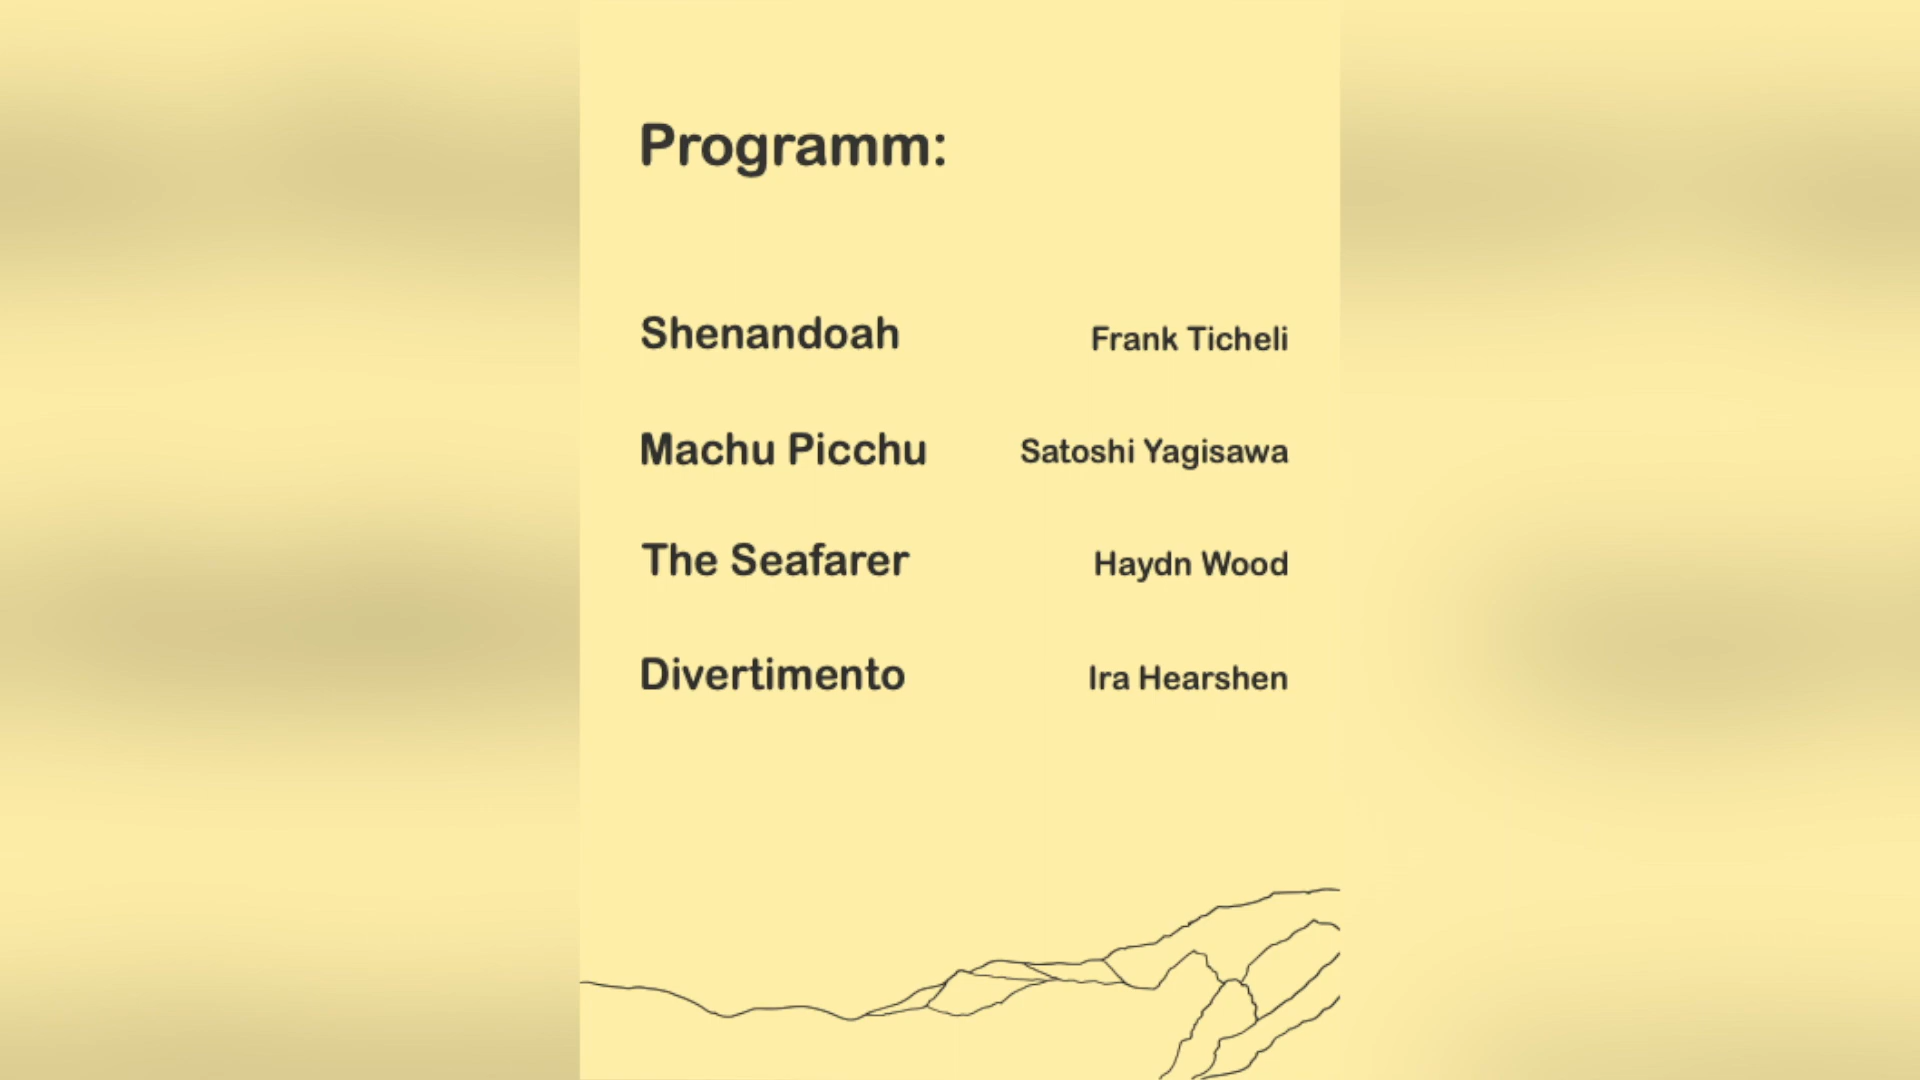 Programm:
Shenandoah Frank Ticheli
Machu Picchu Satoshi Yagisawa
The Seafarer Haydn Wood
Divertimento Ira Hearshen